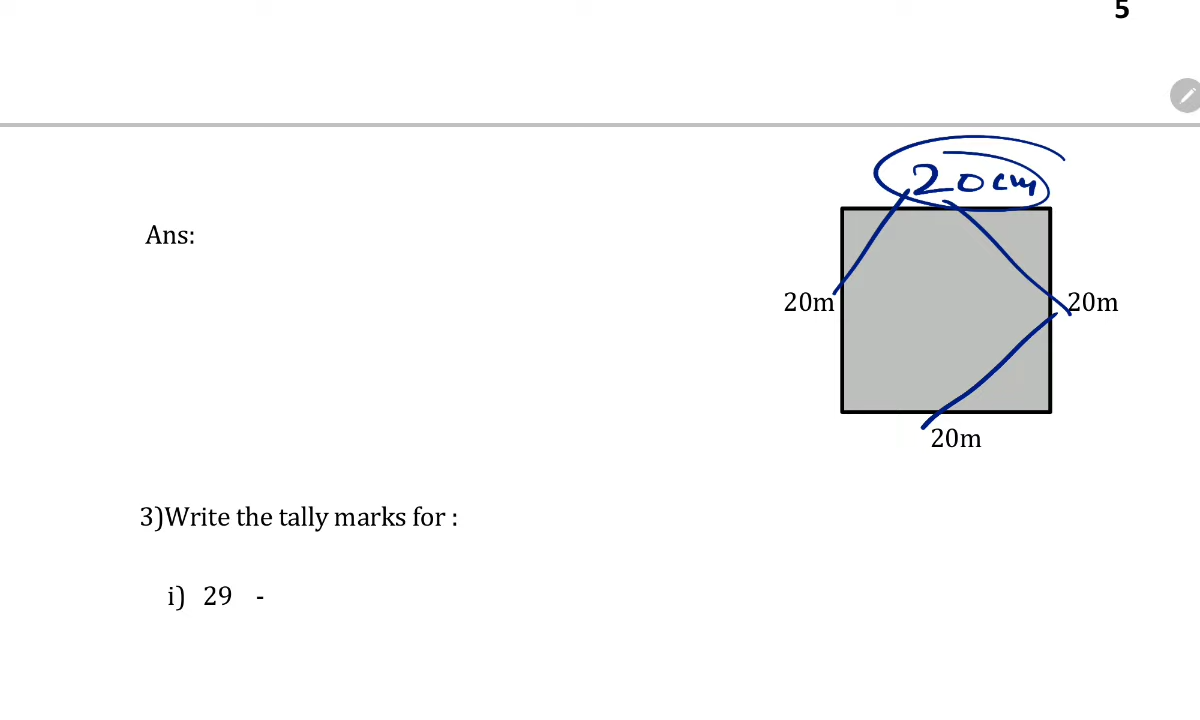 5
20cm
Ans:
20m 20m
20m
3)Write the tally marks for :
i) 29 -